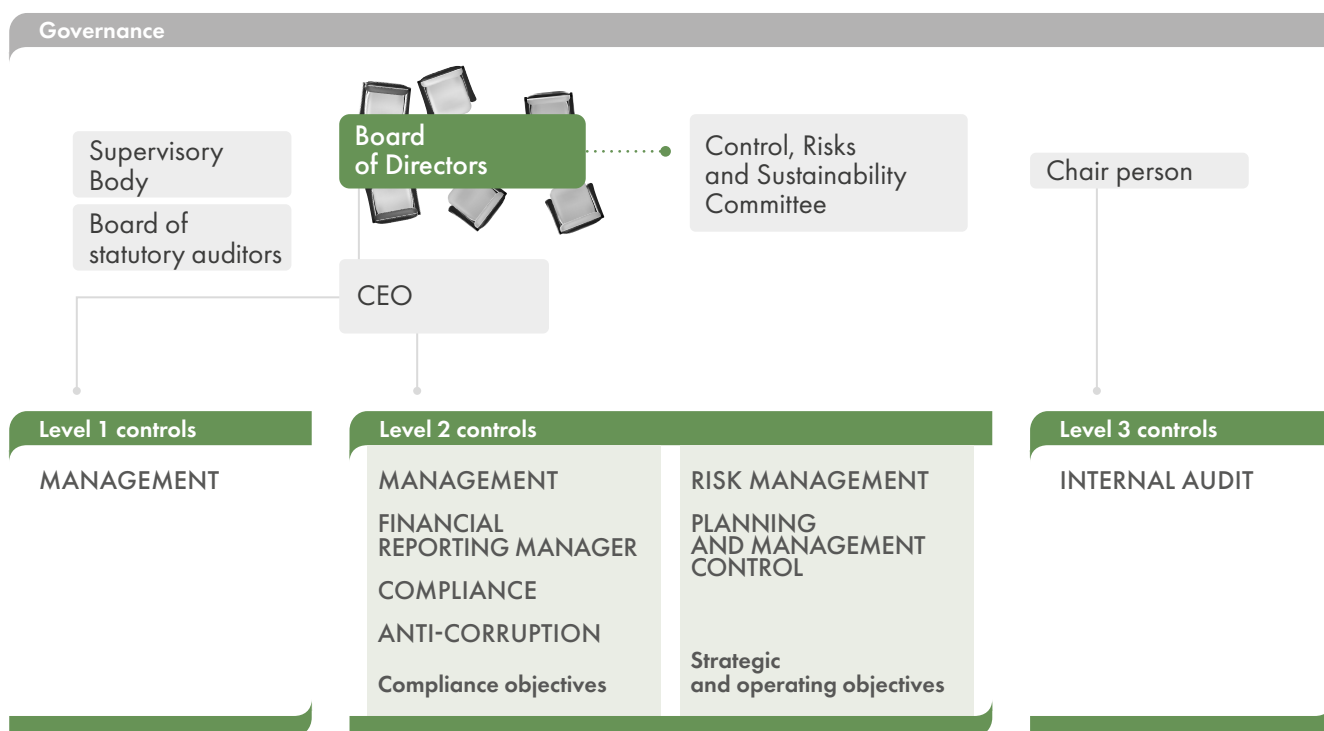 Governance
Supervisory
Body
Board of
statutory auditors
Board
of Directors
Control, Risks
and Sustainability
Committee
Chair person
CEO
Level 1 controls
MANAGEMENT
Level 2 controls
MANAGEMENT
FINANCIAL
REPORTING MANAGER
COMPLIANCE
ANTI-CORRUPTION
Compliance objectives
RISK MANAGEMENT
PLANNING
AND MANAGEMENT
CONTROL
Strategic
and operating objectives
Level 3 controls
INTERNAL AUDIT